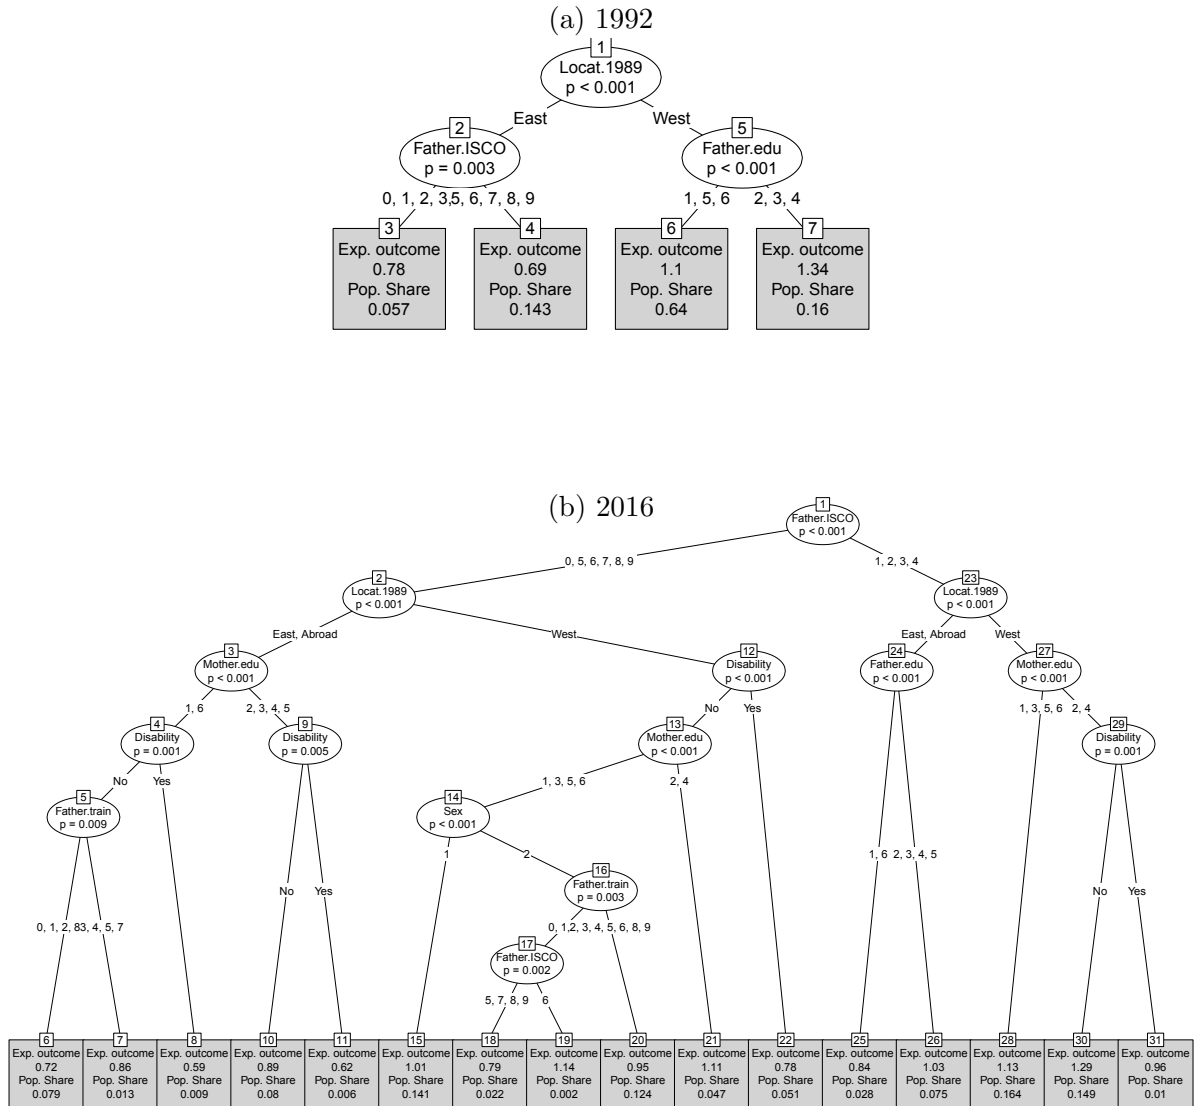 (a) 1992
1
Locat.1989
p < 0.001
East
West
2
Father.ISCO
p = 0.003
5
Father.edu
p < 0.001
0, 1, 2, 3,5, 6, 7, 8, 9
1, 5, 6
2, 3, 4
3
Exp. outcome
0.78
Pop. Share
0.057
4
Exp. outcome
0.69
Pop. Share
0.143
6
Exp. outcome
1.1
Pop. Share
0.64
7
Exp. outcome
1.34
Pop. Share
0.16
(b) 2016
1
Father.ISCO
p < 0.001
0, 5, 6, 7, 8, 9
1, 2, 3, 4
2
Locat.1989
p < 0.001
23
Locat.1989
p < 0.001
East, Abroad
West
East, Abroad
West
3
Mother.edu
p < 0.001
12
Disability
p < 0.001
24
Father.edu
p < 0.001
27
Mother.edu
p < 0.001
1, 6
2, 3, 4, 5
No
Yes
1, 3, 5, 6
2, 4
4
Disability
p = 0.001
9
Disability
p = 0.005
13
Mother.edu
p < 0.001
29
Disability
p = 0.001
No
Yes
1, 3, 5, 6
2, 4
5
Father.train
p = 0.009
14
Sex
p < 0.001
1
2
1, 6
2, 3, 4, 5
16
Father.train
p = 0.003
No
Yes
No
Yes
0, 1, 2, 83, 4, 5, 7
0, 1,2, 3, 4, 5, 6, 8, 9
17
Father.ISCO
p = 0.002
5, 7, 8, 9
6
6
Exp. outcome
0.72
Pop. Share
0.079
7
Exp. outcome
0.86
Pop. Share
0.013
8
Exp. outcome
0.59
Pop. Share
0.009
10
Exp. outcome
0.89
Pop. Share
0.08
11
Exp. outcome
0.62
Pop. Share
0.006
15
Exp. outcome
1.01
Pop. Share
0.141
18
Exp. outcome
0.79
Pop. Share
0.022
19
Exp. outcome
1.14
Pop. Share
0.002
20
Exp. outcome
0.95
Pop. Share
0.124
21
Exp. outcome
1.11
Pop. Share
0.047
22
Exp. outcome
0.78
Pop. Share
0.051
25
Exp. outcome
0.84
Pop. Share
0.028
26
Exp. outcome
1.03
Pop. Share
0.075
28
Exp. outcome
1.13
Pop. Share
0.164
30
Exp. outcome
1.29
Pop. Share
0.149
31
Exp. outcome
0.96
Pop. Share
0.01